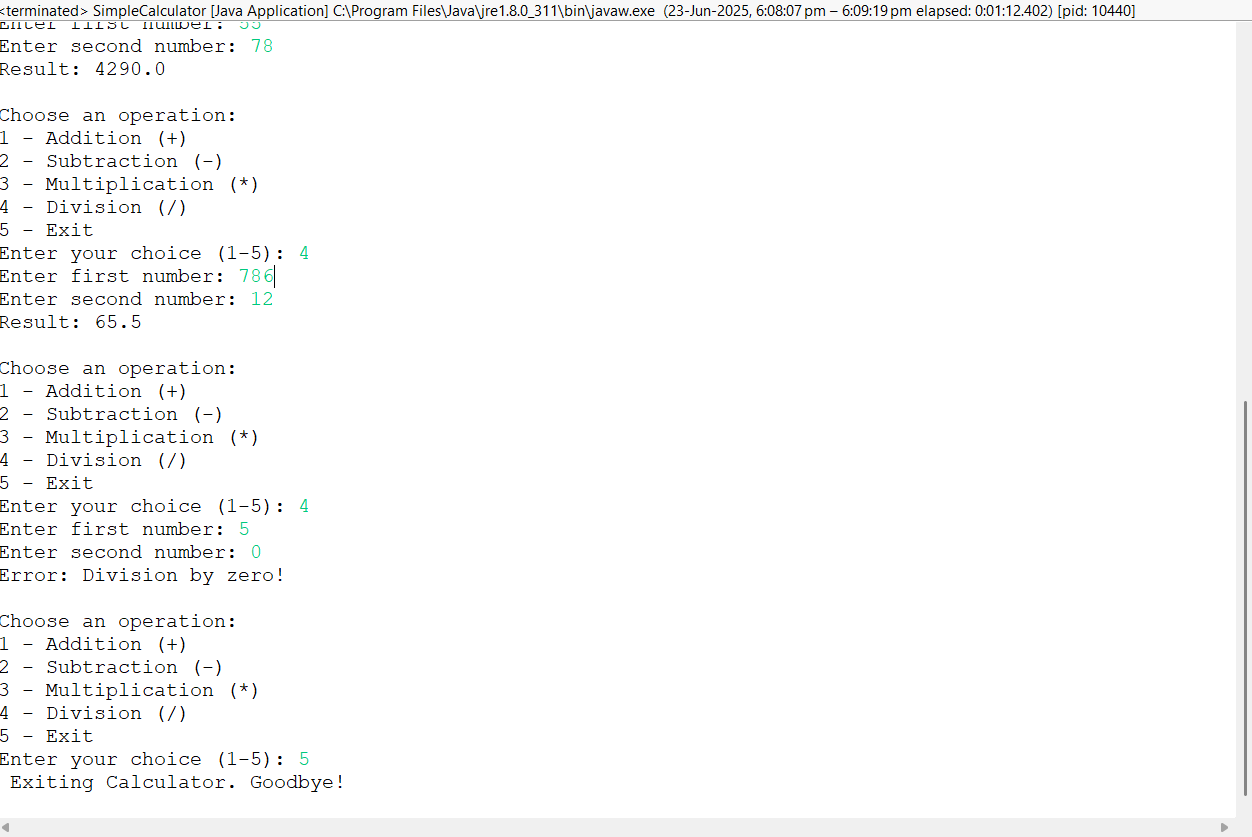 <terminated> SimpleCalculator [Java Application] C:\Program Files\Java\jre1.8.0_311\bin\javaw.exe (23-Jun-2025, 6:08:07 pm – 6:09:19 pm elapsed: 0:01:12.402) [pid: 10440]
Enter first number: 55
Enter second number: 78
Result: 4290.0
Choose an operation:
1 - Addition (+)
2 - Subtraction (-)
3 - Multiplication (*)
4 - Division (/)
5 - Exit
Enter your choice (1-5): 4
Enter first number: 786
Enter second number: 12
Result: 65.5
Choose an operation:
1 - Addition (+)
2 - Subtraction (-)
3 - Multiplication (*)
4 - Division (/)
5 - Exit
Enter your choice (1-5): 4
Enter first number: 5
Enter second number: 0
Error: Division by zero!
Choose an operation:
1 - Addition (+)
2 - Subtraction (-)
3 - Multiplication (*)
4 - Division (/)
5 - Exit
Enter your choice (1-5): 5
Exiting Calculator. Goodbye!